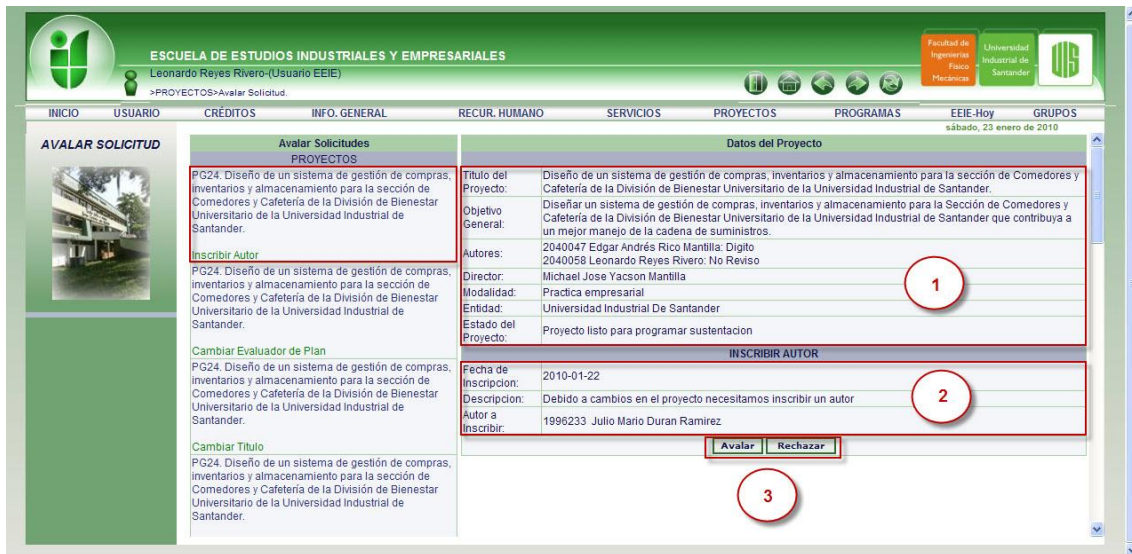 ESCUELA DE ESTUDIOS INDUSTRIALES Y EMPRESARIALES
Leonardo Reyes Rivero-(Usuario EEIE)
>PROYECTOS>Avalar Solicitud.
Facultad de
Ingenierías
Físico
Mecánicas
Universidad
Industrial de
Santander
UIS
INICIO USUARIO CRÉDITOS INFO. GENERAL RECUR. HUMANO SERVICIOS PROYECTOS PROGRAMAS EEIE-Hoy GRUPOS
sábado, 23 enero de 2010
AVALAR SOLICITUD
Avalar Solicitudes
PROYECTOS
PG24. Diseño de un sistema de gestión de compras,
inventarios y almacenamiento para la sección de
Comedores y Cafetería de la División de Bienestar
Universitario de la Universidad Industrial de
Santander.
Inscribir Autor
PG24. Diseño de un sistema de gestión de compras,
inventarios y almacenamiento para la sección de
Comedores y Cafetería de la División de Bienestar
Universitario de la Universidad Industrial de
Santander.
Cambiar Evaluador de Plan
PG24. Diseño de un sistema de gestión de compras,
inventarios y almacenamiento para la sección de
Comedores y Cafetería de la División de Bienestar
Universitario de la Universidad Industrial de
Santander.
Cambiar Titulo
PG24. Diseño de un sistema de gestión de compras,
inventarios y almacenamiento para la sección de
Comedores y Cafetería de la División de Bienestar
Universitario de la Universidad Industrial de
Santander.
Datos del Proyecto
Titulo del
Proyecto:
Diseño de un sistema de gestión de compras, inventarios y almacenamiento para la sección de Comedores y
Cafetería de la División de Bienestar Universitario de la Universidad Industrial de Santander.
Objetivo
General:
Diseñar un sistema de gestión de compras, inventarios y almacenamiento para la Sección de Comedores y
Cafetería de la División de Bienestar Universitario de la Universidad Industrial de Santander que contribuya a
un mejor manejo de la cadena de suministros.
Autores:
2040047 Edgar Andrés Rico Mantilla: Digito
2040058 Leonardo Reyes Rivero: No Reviso
Director: Michael Jose Yacson Mantilla
Modalidad: Practica empresarial
Entidad: Universidad Industrial De Santander
Estado del
Proyecto:
Proyecto listo para programar sustentacion
1
INSCRIBIR AUTOR
Fecha de
Inscripcion:
2010-01-22
Descripcion: Debido a cambios en el proyecto necesitamos inscribir un autor
Autor a
Inscribir:
1996233 Julio Mario Duran Ramirez
2
Avalar Rechazar
3